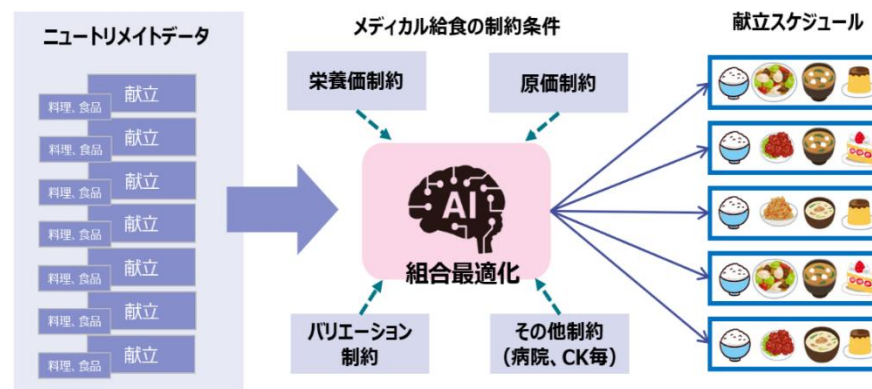 ニュートリメイトデータ
献立
料理、食品
献立
料理、食品
献立
料理、食品
献立
料理、食品
献立
料理、食品
献立
料理、食品
献立
料理、食品
メディカル給食の制約条件
栄養価制約
原価制約
AI
組合最適化
バリエーション
制約
その他制約
(病院、CK毎)
献立スケジュール